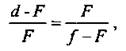 (d - F)/F = F/(f - F),